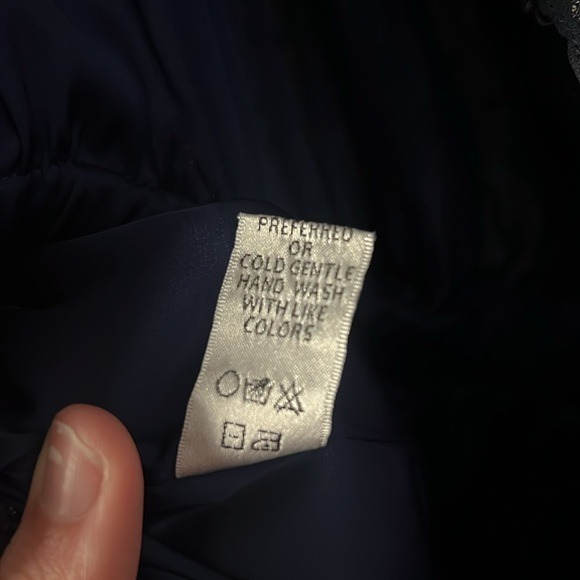 PREFERRED
OR
COLD GENTLE
HAND WASH
WITH LIKE
COLORS